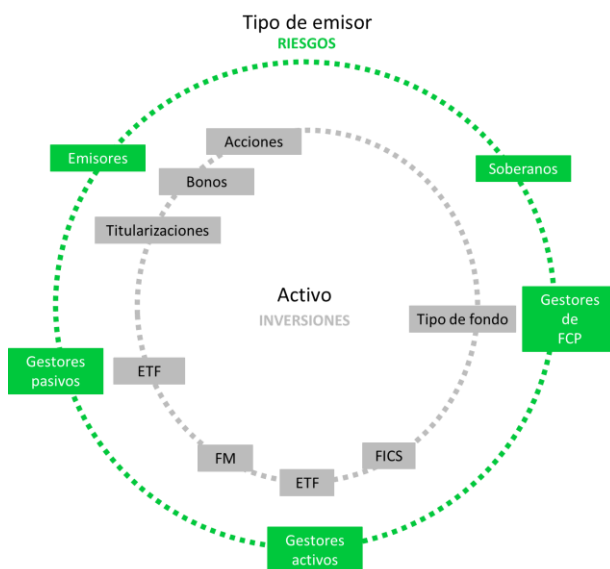 Tipo de emisor
RIESGOS
Acciones
Emisores
Bonos
Soberanos
Titularizaciones
Activo
INVERSIONES
Tipo de fondo
Gestores
de
FCP
Gestores
pasivos
ETF
FM
FICS
ETF
Gestores
activos